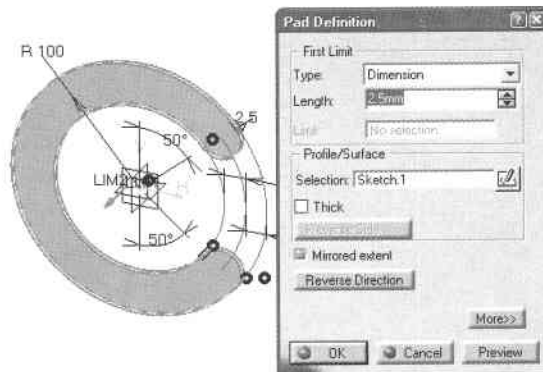 Pad Definition
R 100
First Limit
Type: Dimension
Length: 2.5mm
Limit: No selection
2.5
50°
Profile/Surface
Selection: Sketch.1
Thick
50°
Mirrored extent
Reverse Direction
More>>
OK Cancel Preview